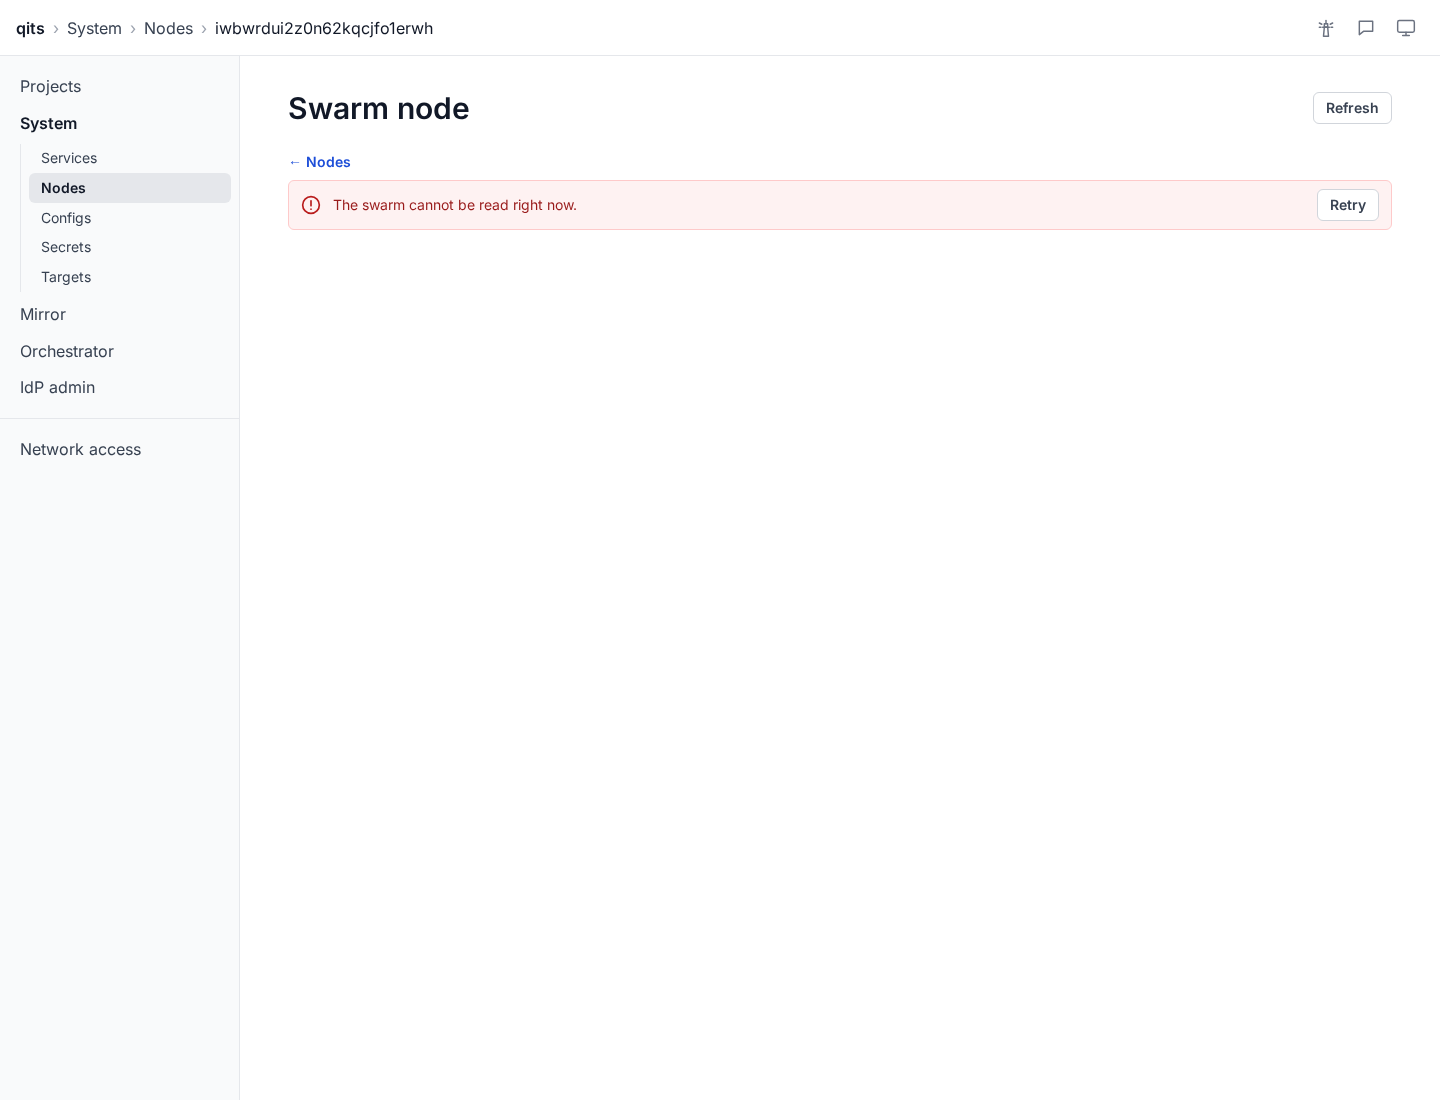 qits › System › Nodes › iwbwrdui2z0n62kqcjfo1erwh
Projects
System
Services
Nodes
Configs
Secrets
Targets
Mirror
Orchestrator
IdP admin
Network access
Swarm node
Refresh
← Nodes
The swarm cannot be read right now.
Retry